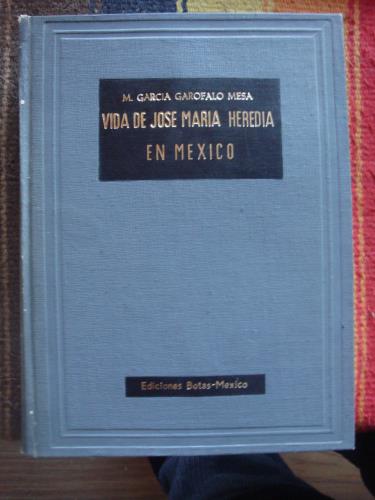 M. GARCIA GAROFALO MESA
VIDA DE JOSE MARIA HEREDIA
EN MEXICO
Ediciones Botas-Mexico